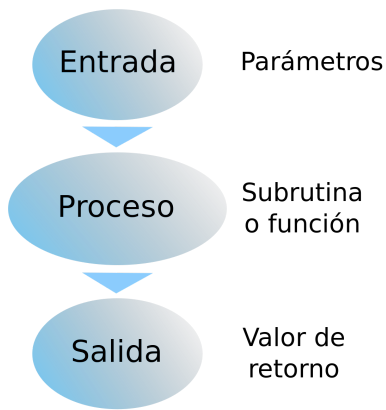 Entrada
Parámetros
Proceso
Subrutina
o función
Salida
Valor de
retorno